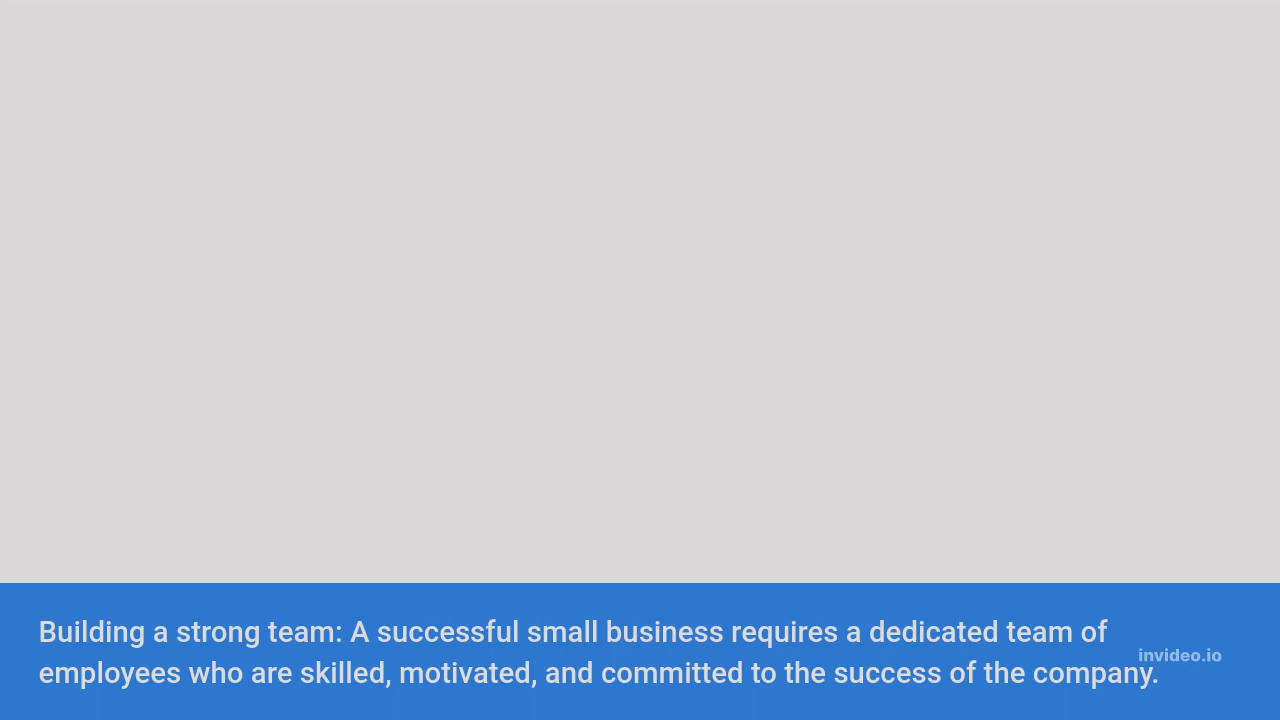 Building a strong team: A successful small business requires a dedicated team of
employees who are skilled, motivated, and committed to the success of the company.
invideo.io